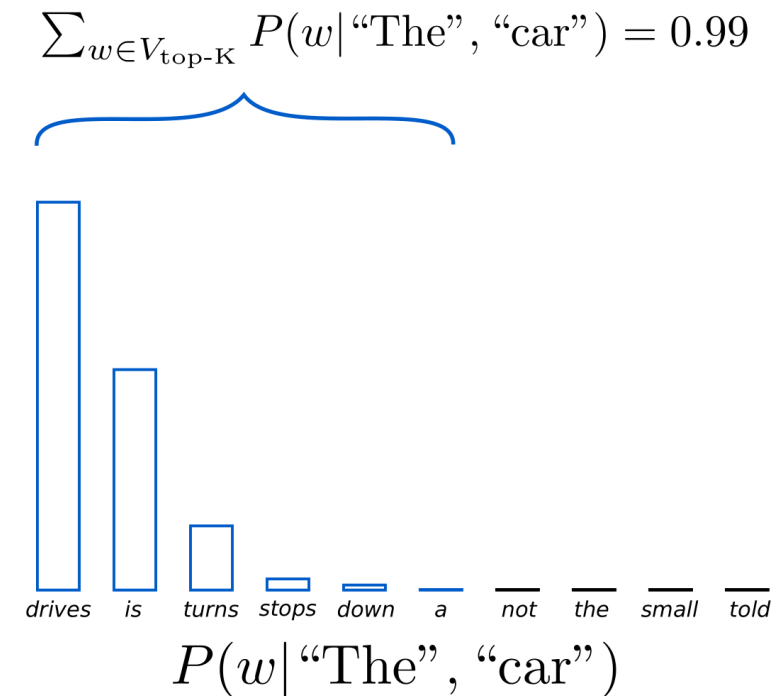 ∑w∈Vtop-K P(w|“The”, “car”) = 0.99
drives is turns stops down a not the small told
P(w|“The”, “car”)